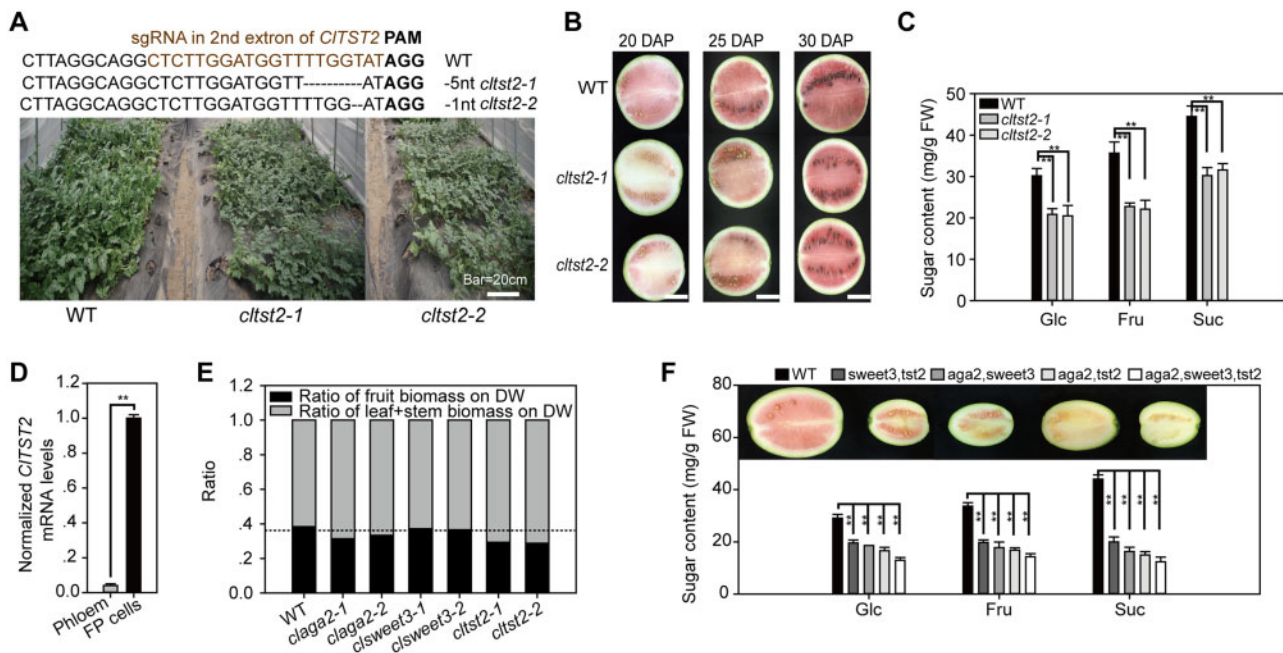 A
sgRNA in 2nd extron of ClTST2 PAM
CTTAGGCAGGCTCTTGGATGGTTTTGGTATAGG WT
CTTAGGCAGGCTCTTGGATGGTT----------ATAGG -5nt cltst2-1
CTTAGGCAGGCTCTTGGATGGTTTTGG--ATAGG -1nt cltst2-2
Bar=20cm
WT cltst2-1 cltst2-2
B
20 DAP 25 DAP 30 DAP
WT
cltst2-1
cltst2-2
C
Sugar content (mg/g FW)
50
40
30
20
10
0
WT
cltst2-1
cltst2-2
** ** ** ** ** **
Glc Fru Suc
D
Normalized ClTST2
mRNA levels
1.2
1.0
.8
.6
.4
.2
0.0
**
Phloem
FP cells
E
Ratio
1.2
1.0
.8
.6
.4
.2
0.0
Ratio of fruit biomass on DW
Ratio of leaf+stem biomass on DW
WT
claga2-1
claga2-2
clsweet3-1
clsweet3-2
cltst2-1
cltst2-2
F
WT sweet3,tst2 aga2,sweet3 aga2,tst2 aga2,sweet3,tst2
Sugar content (mg/g FW)
80
60
40
20
0
** ** ** **
** ** ** **
** ** ** **
Glc Fru Suc